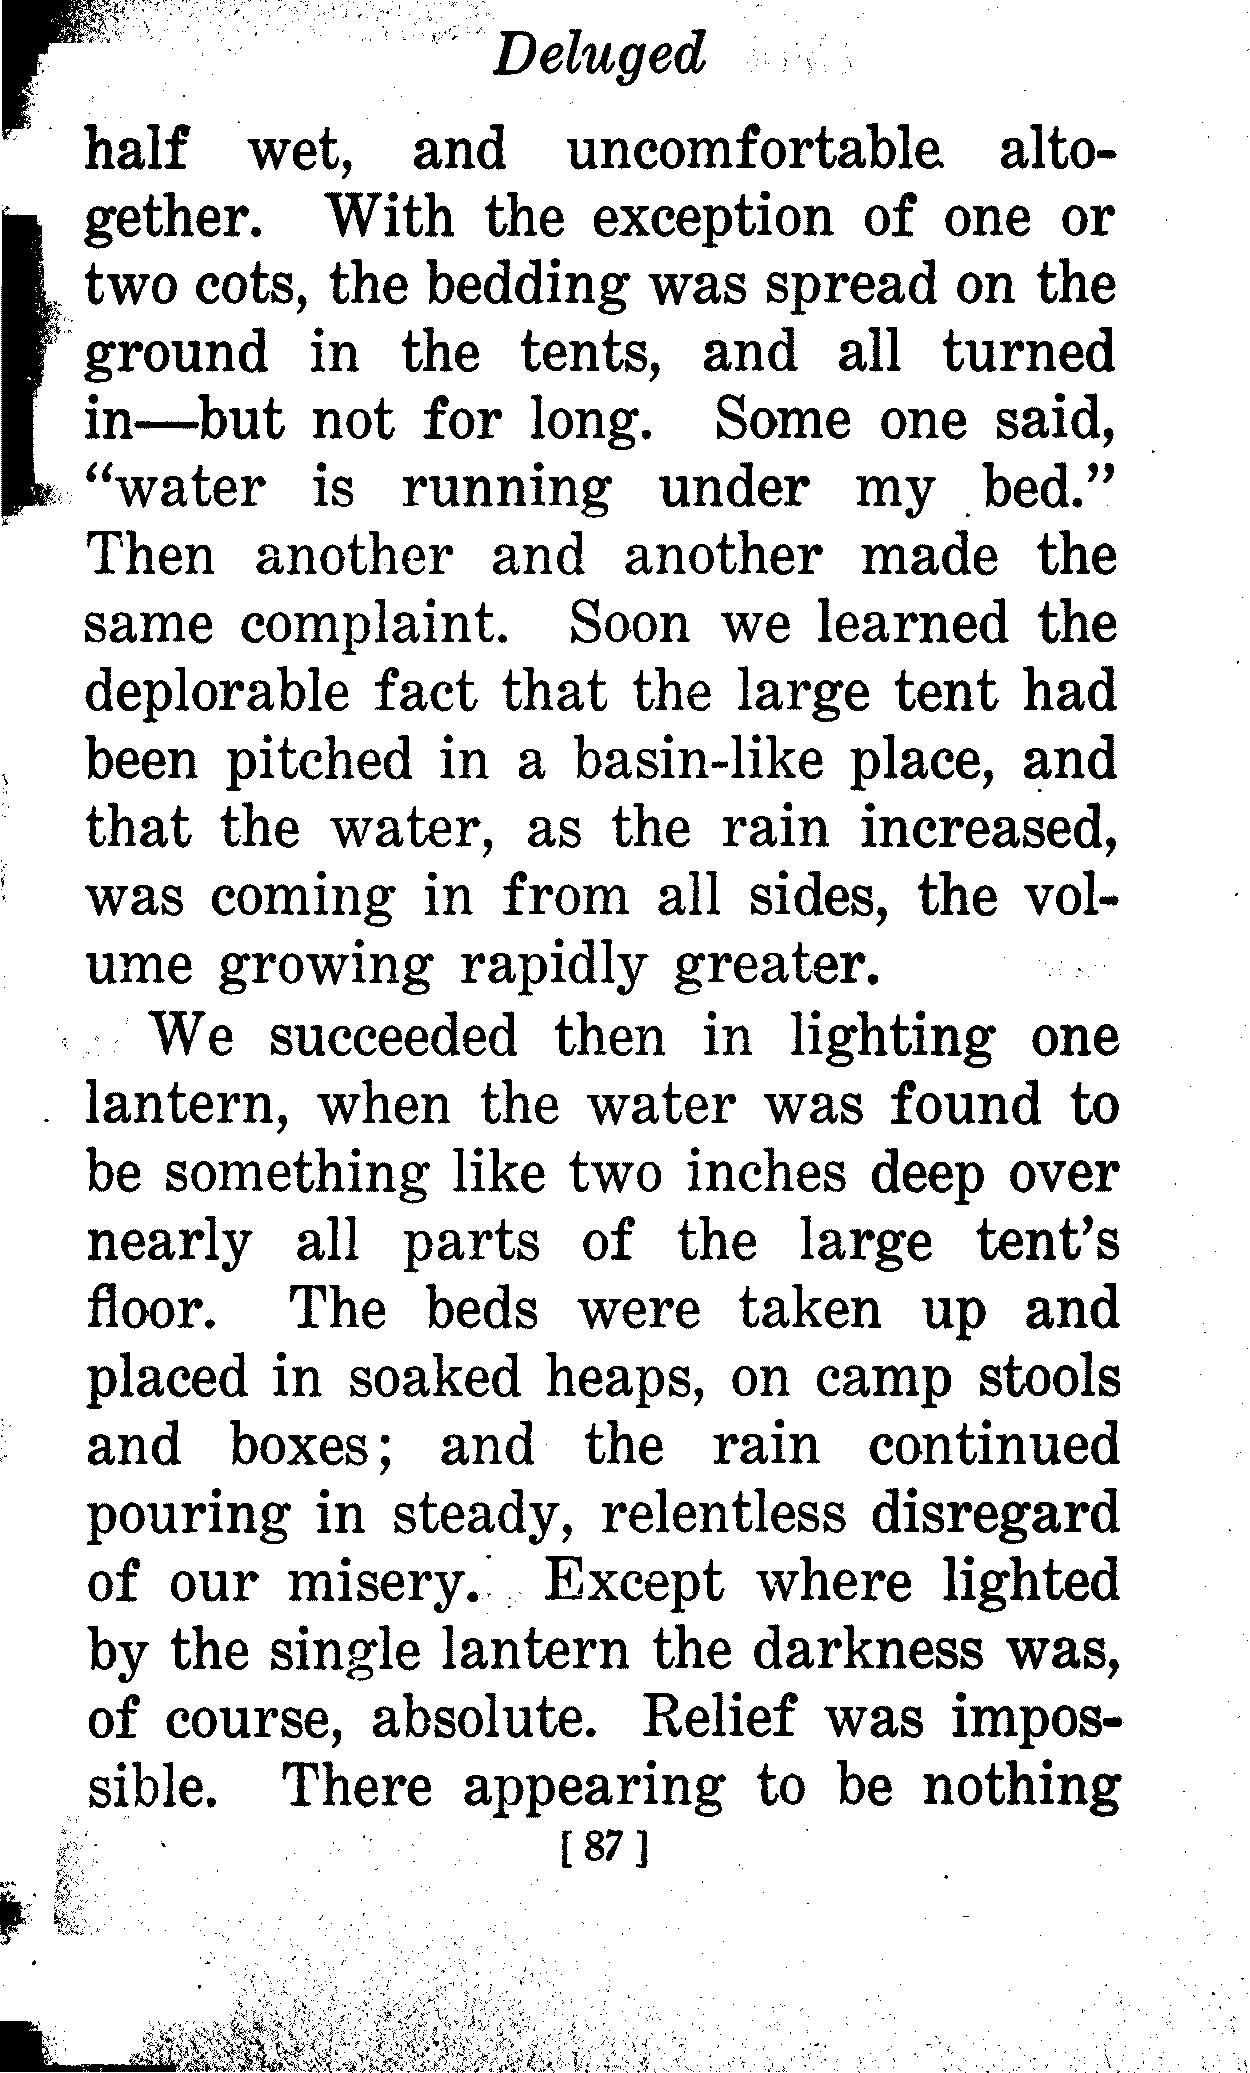 Deluged
half wet, and uncomfortable alto-
gether. With the exception of one or
two cots, the bedding was spread on the
ground in the tents, and all turned
in—but not for long. Some one said,
“water is running under my bed.”
Then another and another made the
same complaint. Soon we learned the
deplorable fact that the large tent had
been pitched in a basin-like place, and
that the water, as the rain increased,
was coming in from all sides, the vol-
ume growing rapidly greater.
We succeeded then in lighting one
lantern, when the water was found to
be something like two inches deep over
nearly all parts of the large tent’s
floor. The beds were taken up and
placed in soaked heaps, on camp stools
and boxes; and the rain continued
pouring in steady, relentless disregard
of our misery. Except where lighted
by the single lantern the darkness was,
of course, absolute. Relief was impos-
sible. There appearing to be nothing
[ 87 ]